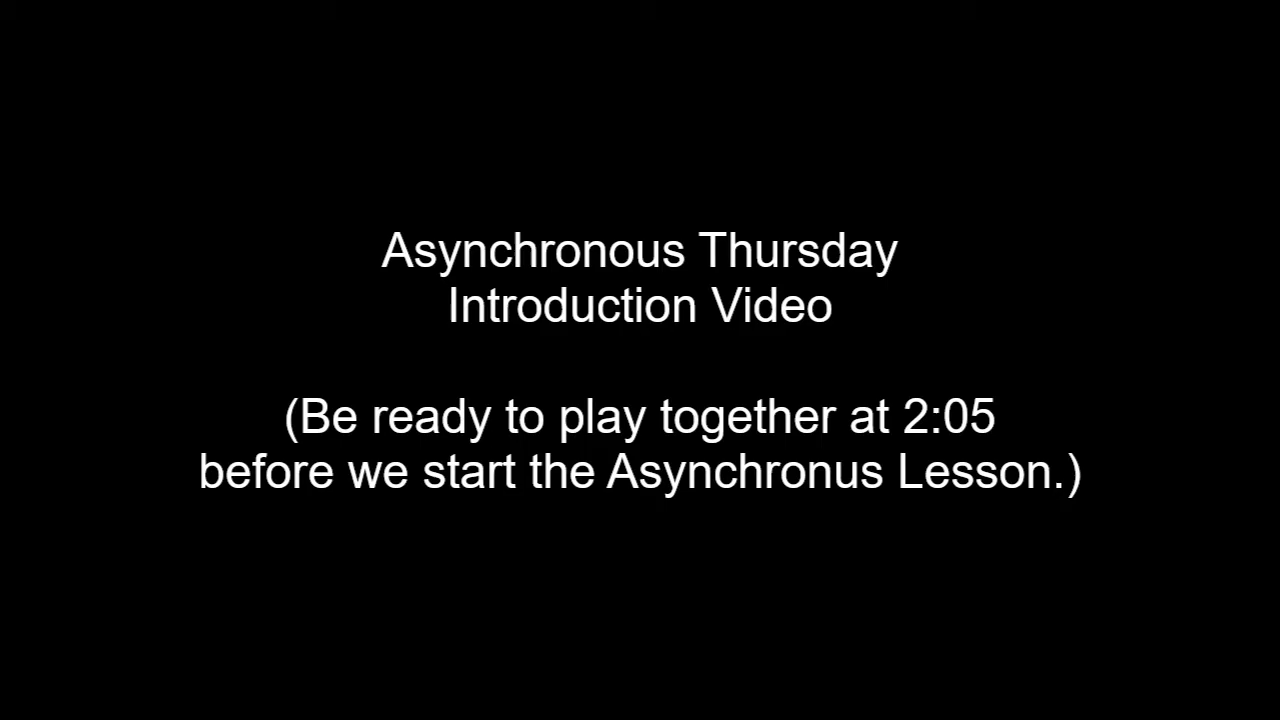 Asynchronous Thursday
Introduction Video
(Be ready to play together at 2:05
before we start the Asynchronus Lesson.)